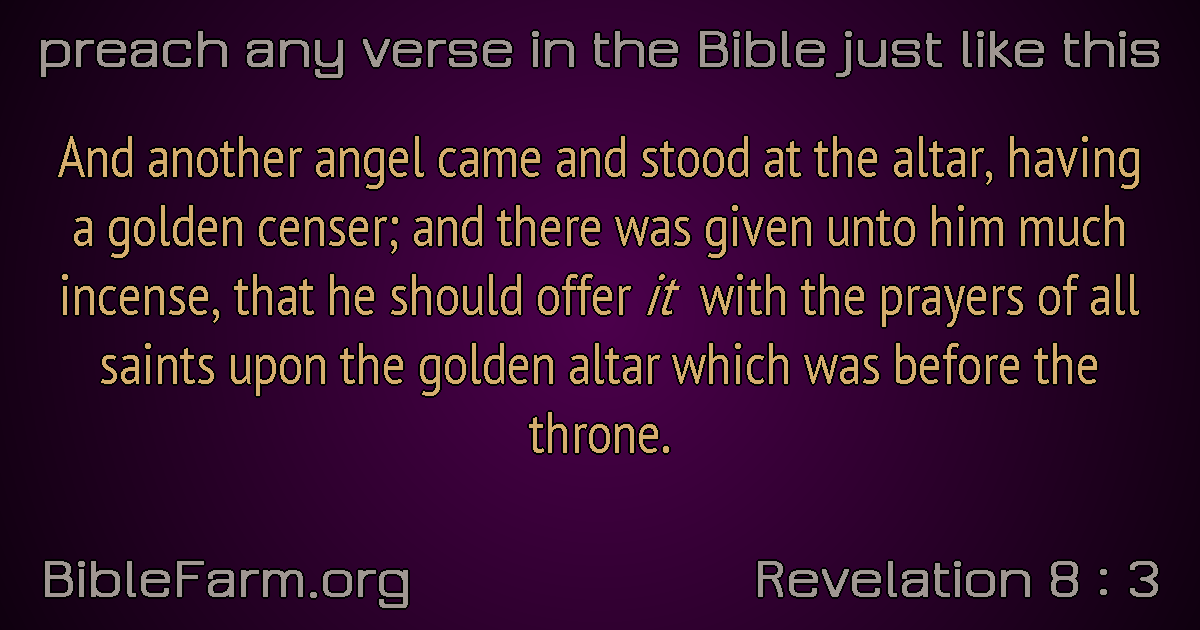 preach any verse in the Bible just like this
And another angel came and stood at the altar, having
a golden censer; and there was given unto him much
incense, that he should offer it with the prayers of all
saints upon the golden altar which was before the
throne.
BibleFarm.org
Revelation 8 : 3